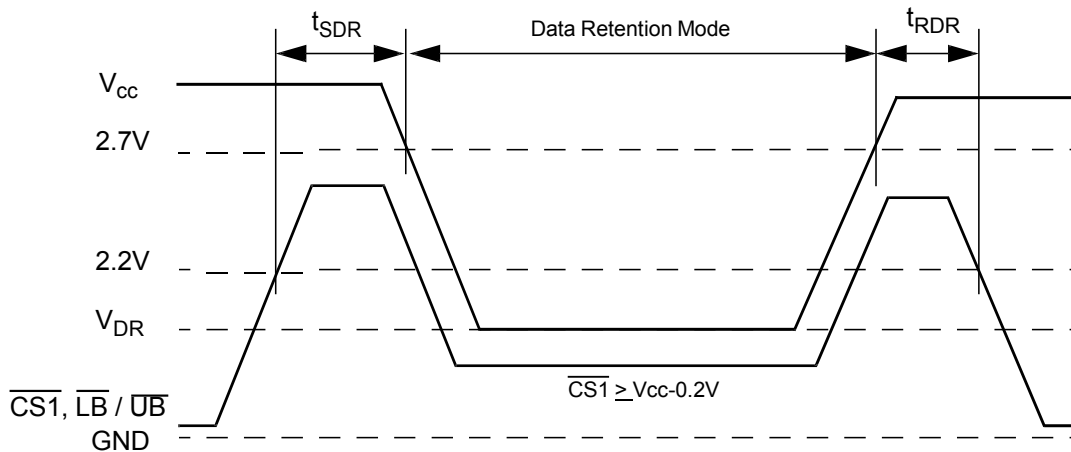 tSDR
Data Retention Mode
tRDR
Vcc
2.7V
2.2V
VDR
CS1 ≥ Vcc-0.2V
CS1, LB / UB
GND